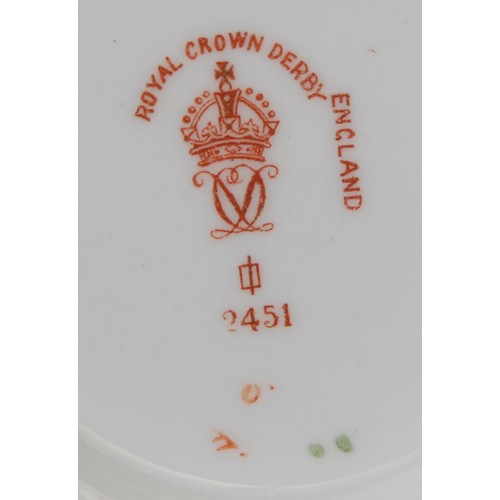 ROYAL CROWN DERBY
ENGLAND
2451